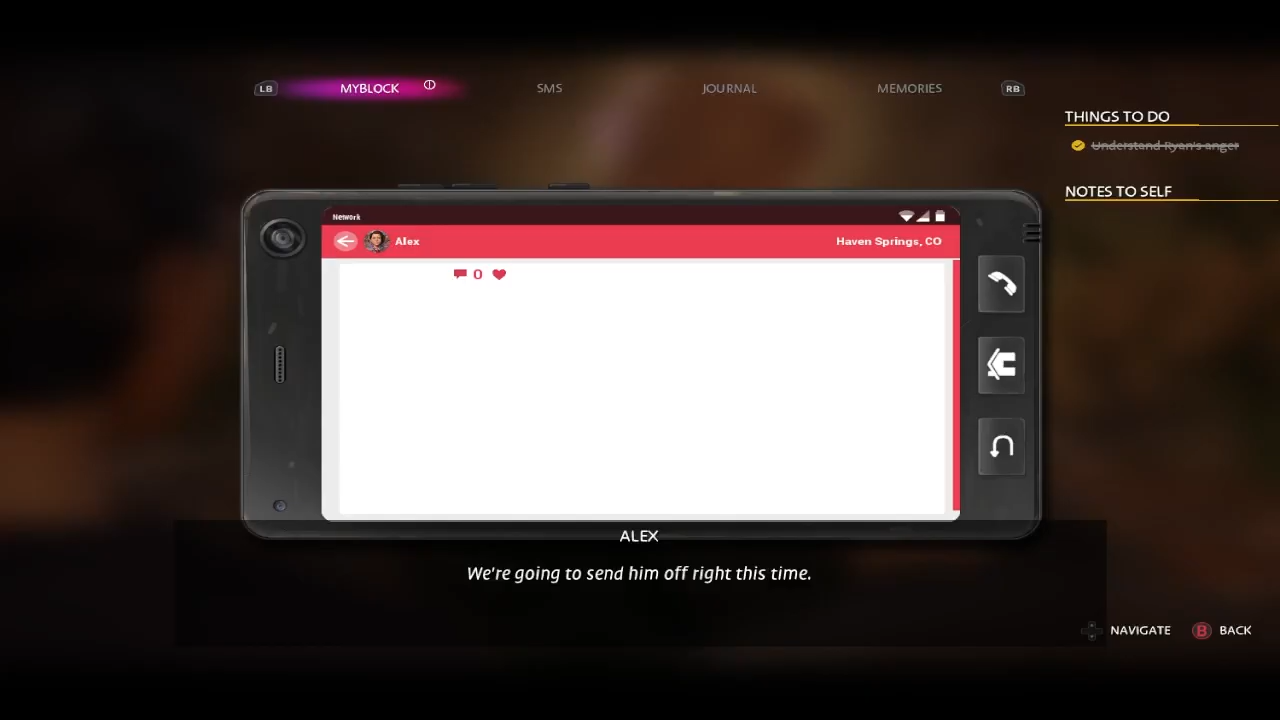 LB
MYBLOCK
SMS
JOURNAL
MEMORIES
RB
THINGS TO DO
Understand Ryan's anger
NOTES TO SELF
Network
Alex
Haven Springs, CO
0
ALEX
We're going to send him off right this time.
NAVIGATE
B BACK